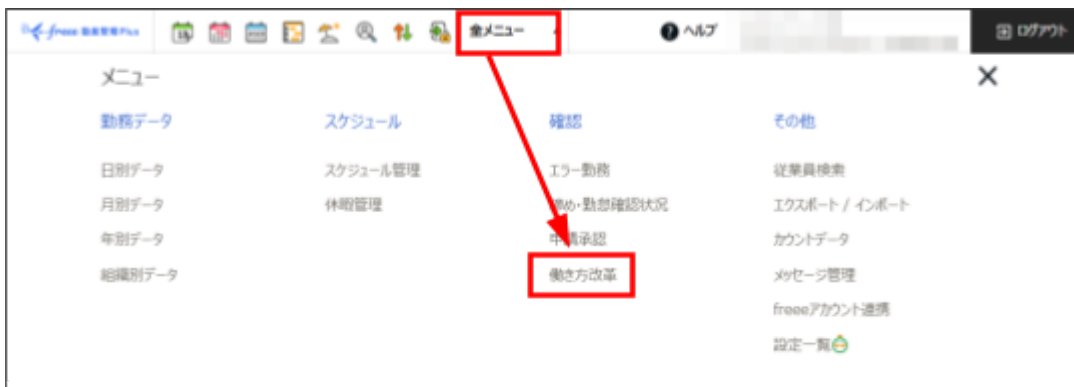 freee 勤怠管理Plus
全メニュー
ヘルプ
ログアウト
メニュー
勤務データ
スケジュール
確認
その他
日別データ
スケジュール管理
エラー勤務
従業員検索
月別データ
休暇管理
締め・勤怠確認状況
エクスポート / インポート
年別データ
申請承認
カウントデータ
組織別データ
働き方改革
メッセージ管理
freeeアカウント連携
設定一覧